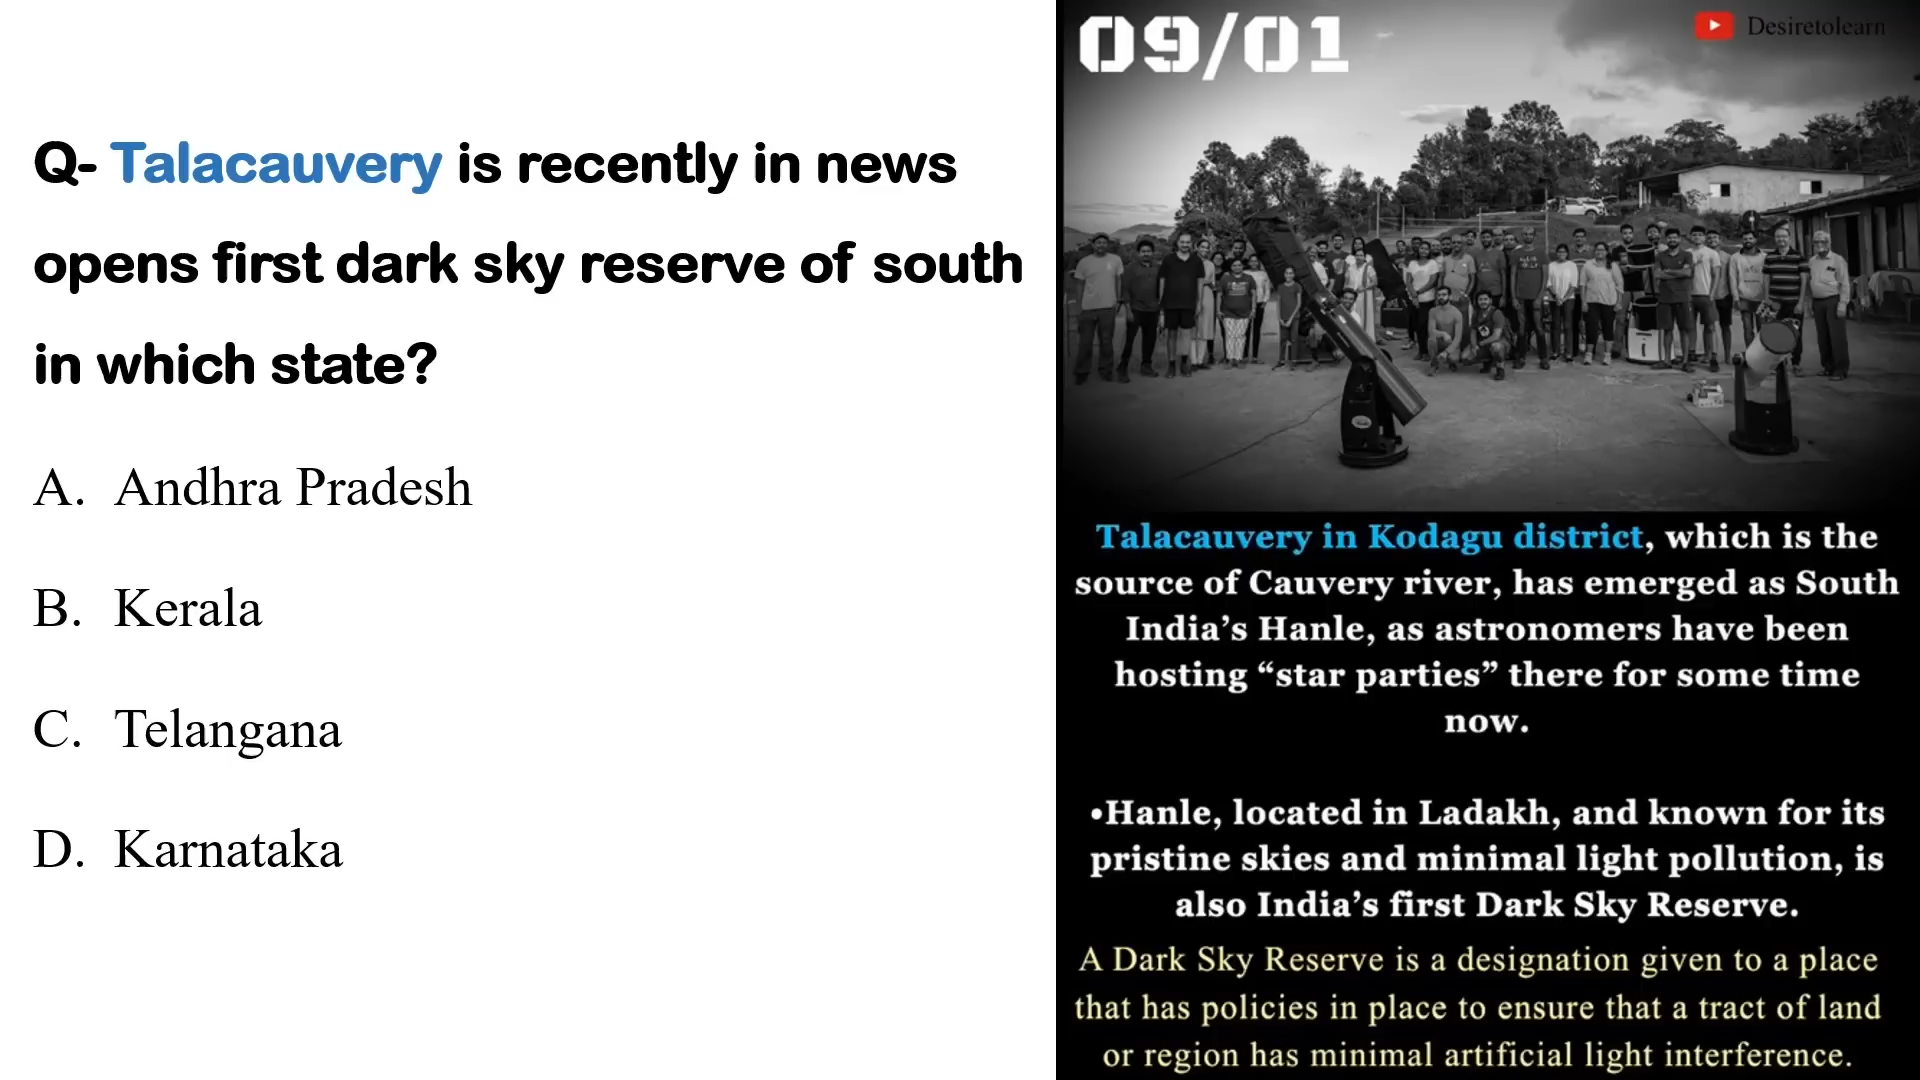 Q- Talacauvery is recently in news
opens first dark sky reserve of south
in which state?
A. Andhra Pradesh
B. Kerala
C. Telangana
D. Karnataka
09/01
Desiretolearn
Talacauvery in Kodagu district, which is the
source of Cauvery river, has emerged as South
India’s Hanle, as astronomers have been
hosting “star parties” there for some time
now.
•Hanle, located in Ladakh, and known for its
pristine skies and minimal light pollution, is
also India’s first Dark Sky Reserve.
A Dark Sky Reserve is a designation given to a place
that has policies in place to ensure that a tract of land
or region has minimal artificial light interference.